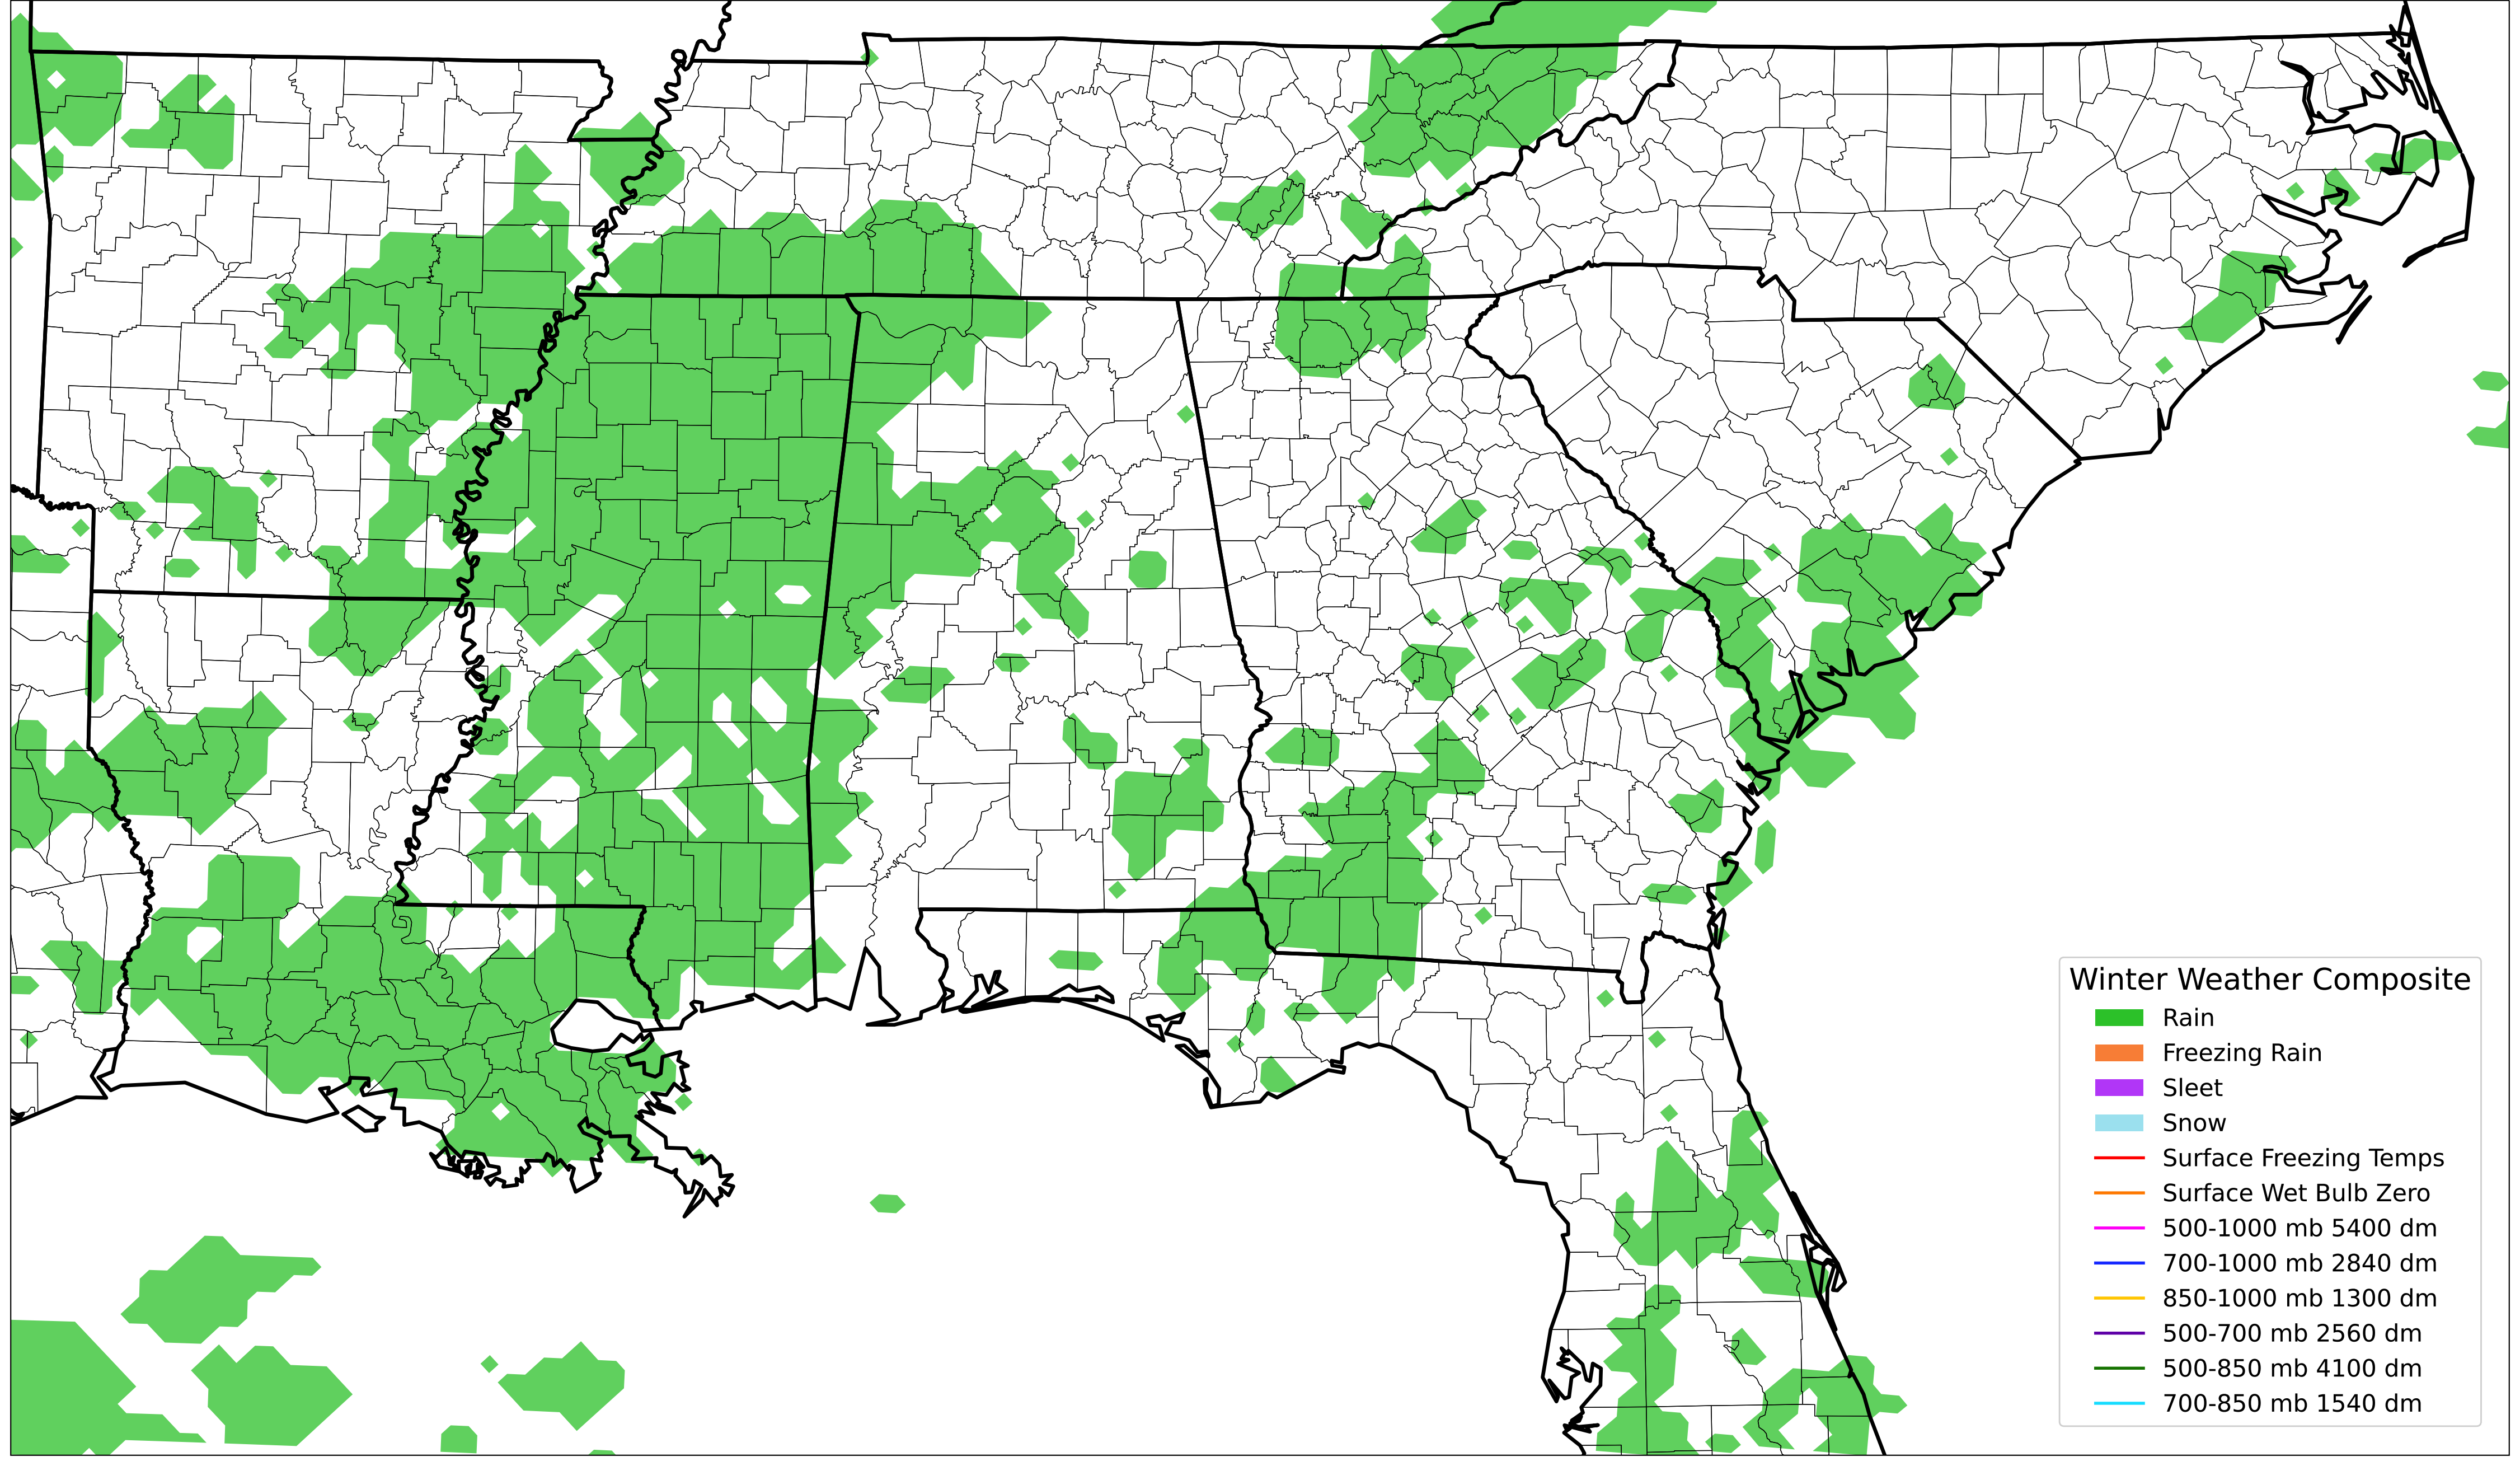 Winter Weather Composite
Rain
Freezing Rain
Sleet
Snow
Surface Freezing Temps
Surface Wet Bulb Zero
500-1000 mb 5400 dm
700-1000 mb 2840 dm
850-1000 mb 1300 dm
500-700 mb 2560 dm
500-850 mb 4100 dm
700-850 mb 1540 dm